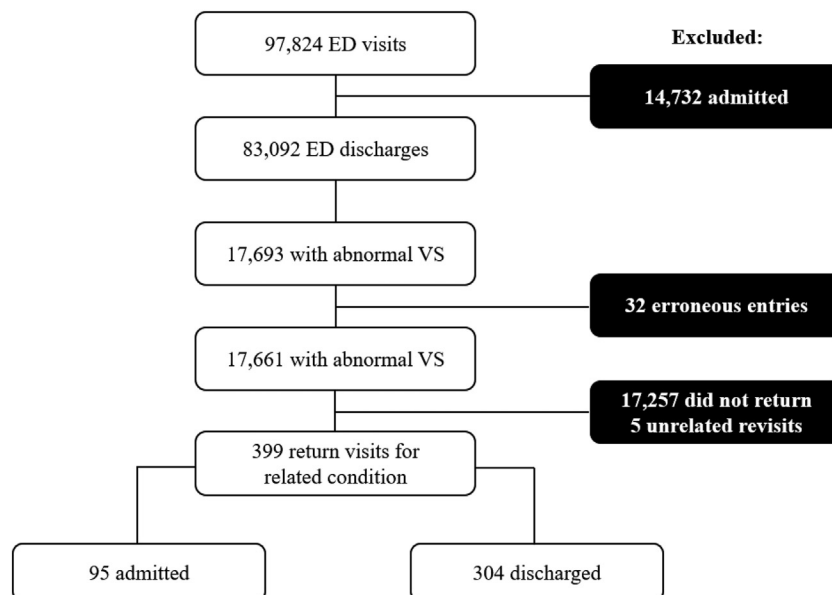 97,824 ED visits
Excluded:
14,732 admitted
83,092 ED discharges
17,693 with abnormal VS
32 erroneous entries
17,661 with abnormal VS
17,257 did not return
5 unrelated revisits
399 return visits for
related condition
95 admitted
304 discharged